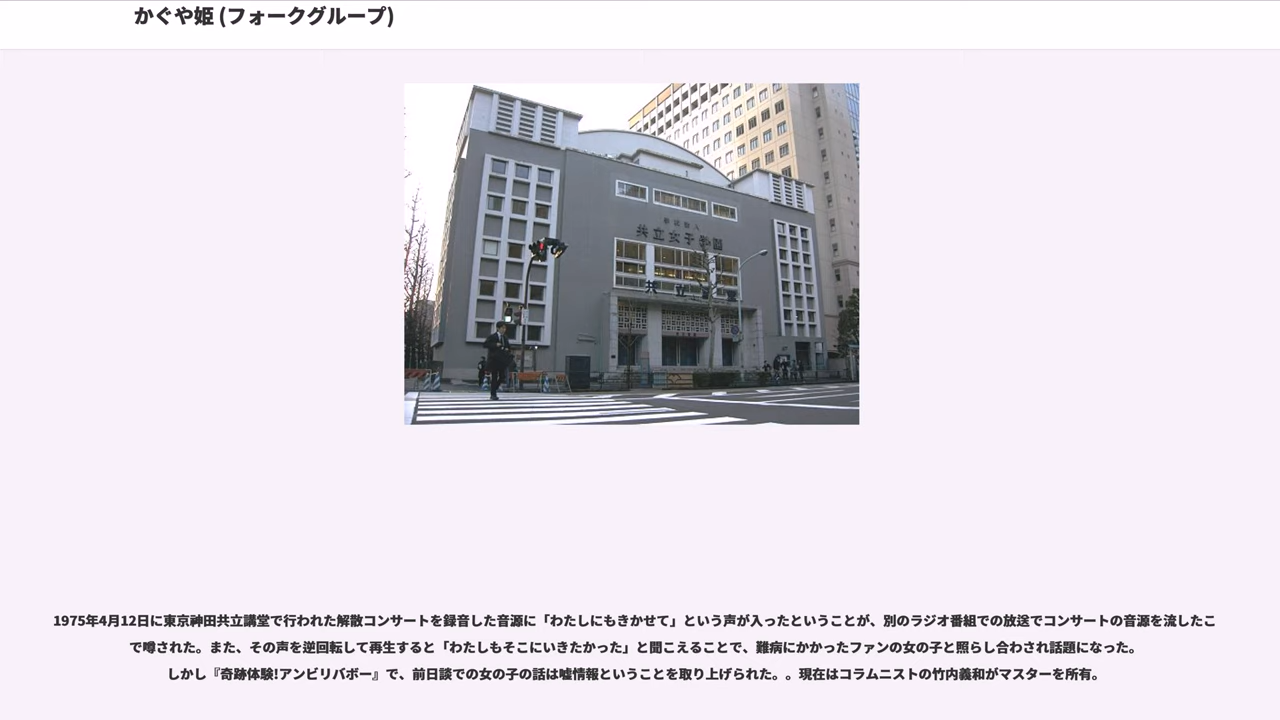 かぐや姫 (フォークグループ)
学校法人
共立女子学園
共立講堂
1975年4月12日に東京神田共立講堂で行われた解散コンサートを録音した音源に「わたしにもきかせて」という声が入ったということが、別のラジオ番組での放送でコンサートの音源を流したこ
で噂された。また、その声を逆回転して再生すると「わたしもそこにいきたかった」と聞こえることで、難病にかかったファンの女の子と照らし合わされ話題になった。
しかし『奇跡体験!アンビリバボー』で、前日談での女の子の話は嘘情報ということを取り上げられた。。現在はコラムニストの竹内義和がマスターを所有。